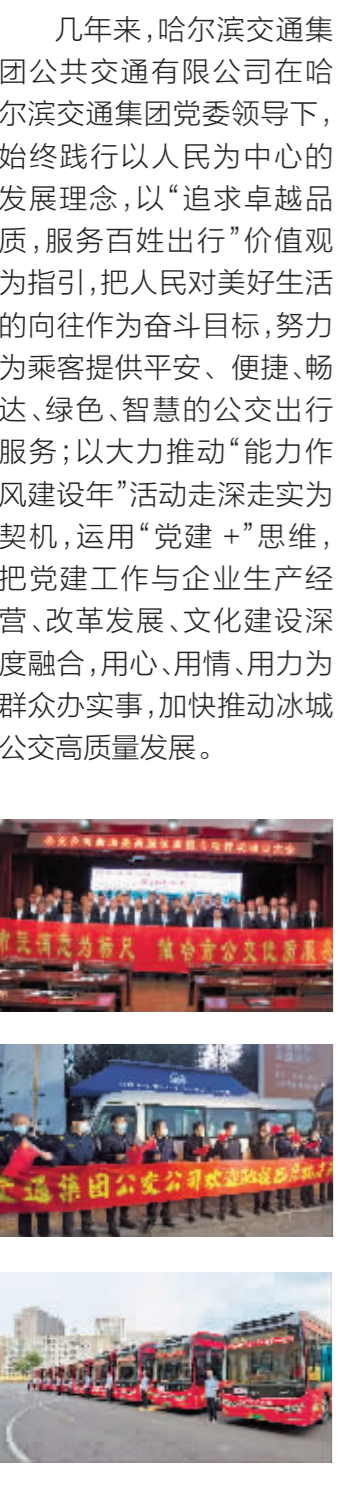 几年来，哈尔滨交通集
团公共交通有限公司在哈
尔滨交通集团党委领导下，
始终践行以人民为中心的
发展理念，以“追求卓越品
质，服务百姓出行”价值观
为指引，把人民对美好生活
的向往作为奋斗目标，努力
为乘客提供平安、便捷、畅
达、绿色、智慧的公交出行
服务；以大力推动“能力作
风建设年”活动走深走实为
契机，运用“党建 +”思维，
把党建工作与企业生产经
营、改革发展、文化建设深
度融合，用心、用情、用力为
群众办实事，加快推动冰城
公交高质量发展。
通集团公交公司欢迎